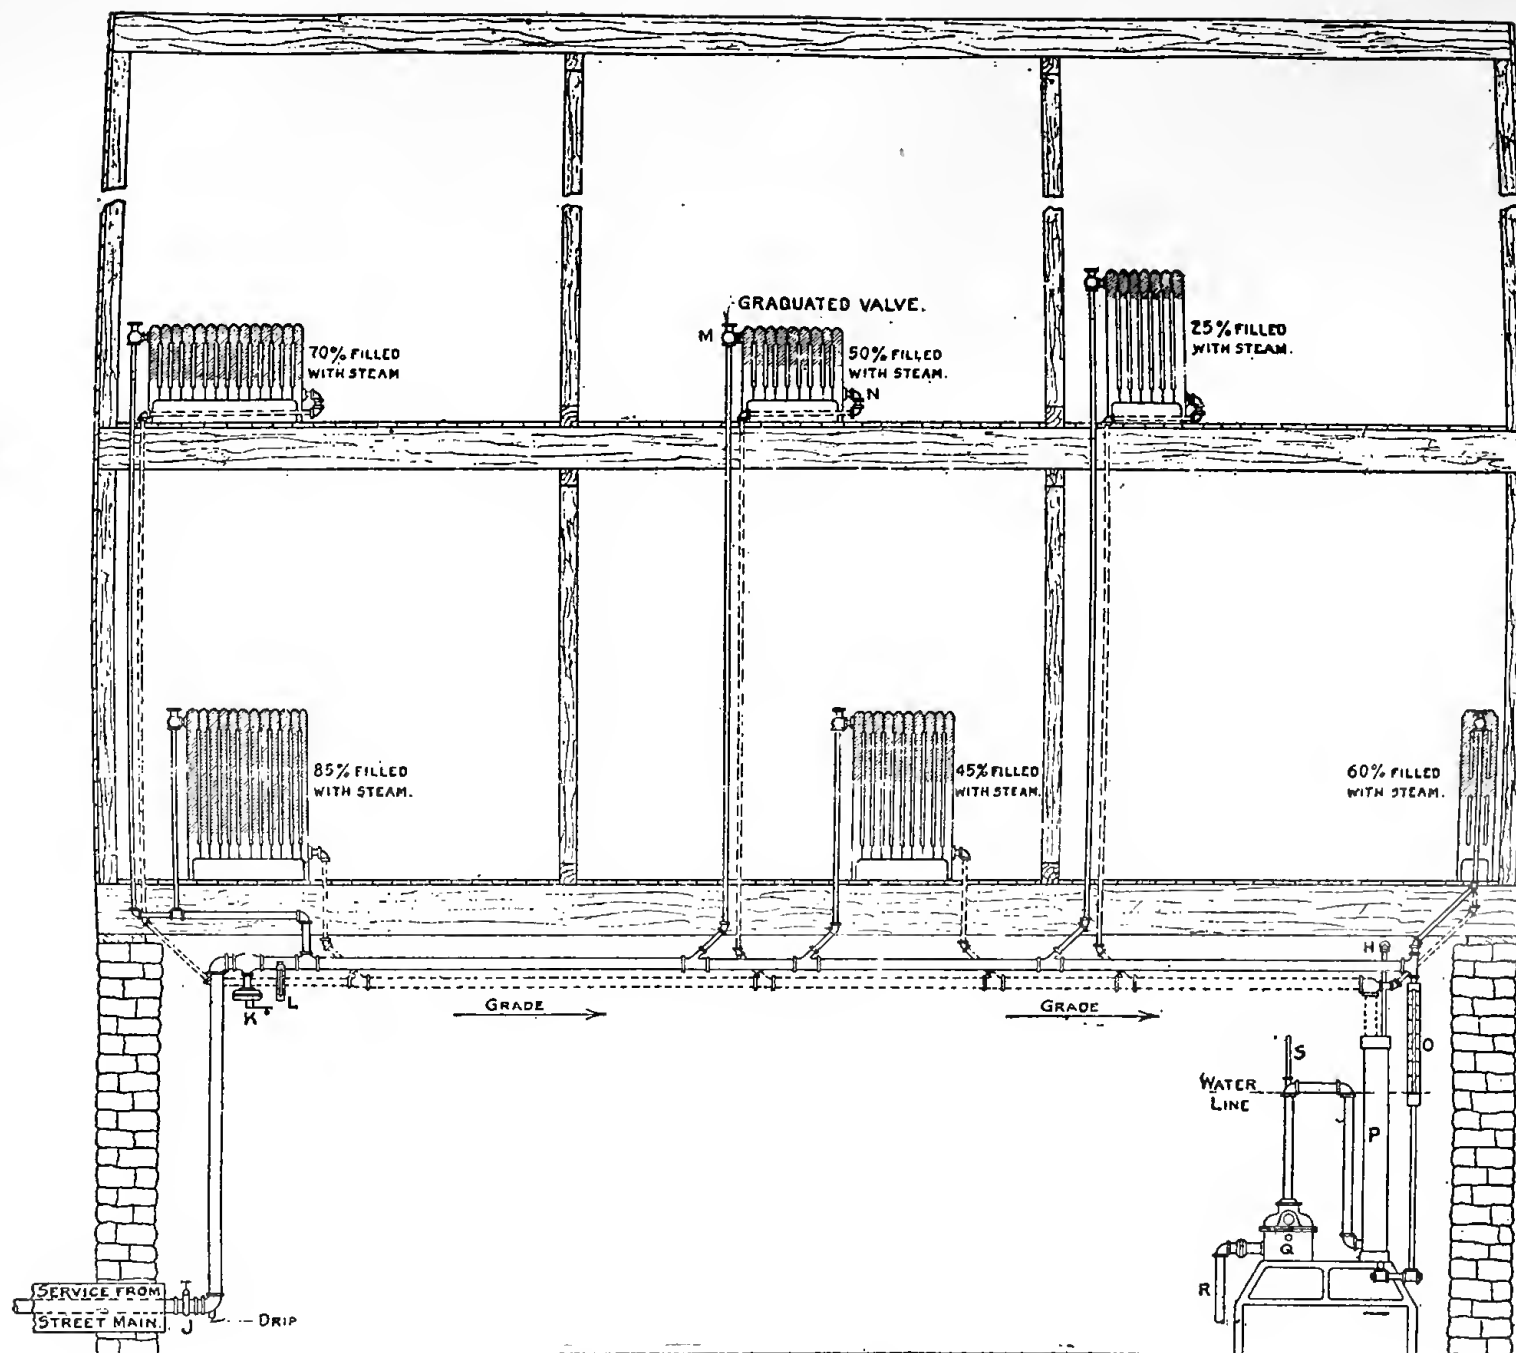 GRADUATED VALVE.
M
70% FILLED
WITH STEAM
50% FILLED
WITH STEAM.
N
25% FILLED
WITH STEAM.
85% FILLED
WITH STEAM.
45% FILLED
WITH STEAM.
60% FILLED
WITH STEAM.
H
K
L
GRADE
GRADE
O
S
WATER
LINE
P
Q
R
SERVICE FROM
STREET MAIN.
J
DRIP